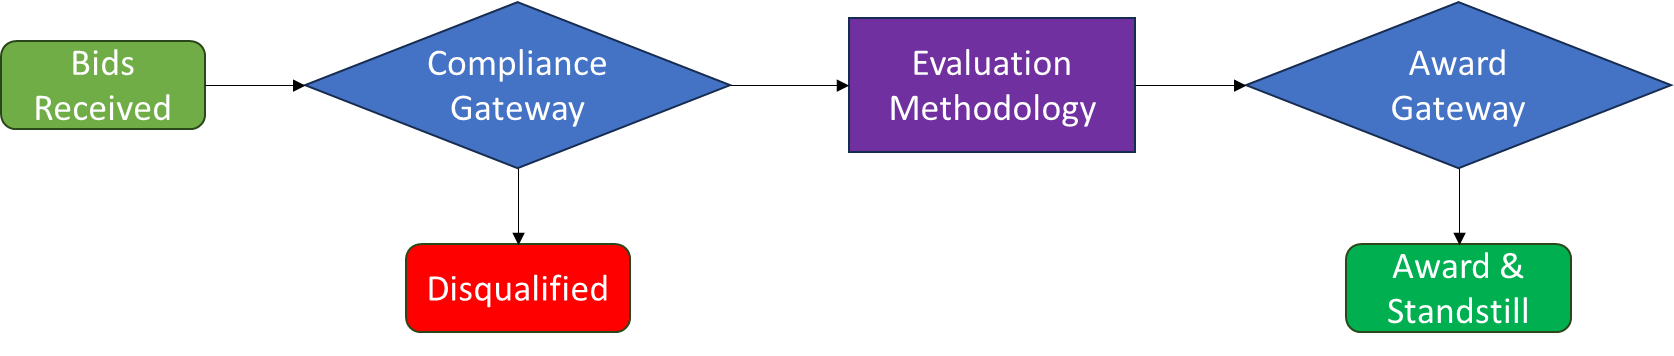 Bids
Received
Compliance
Gateway
Evaluation
Methodology
Award
Gateway
Disqualified
Award &
Standstill